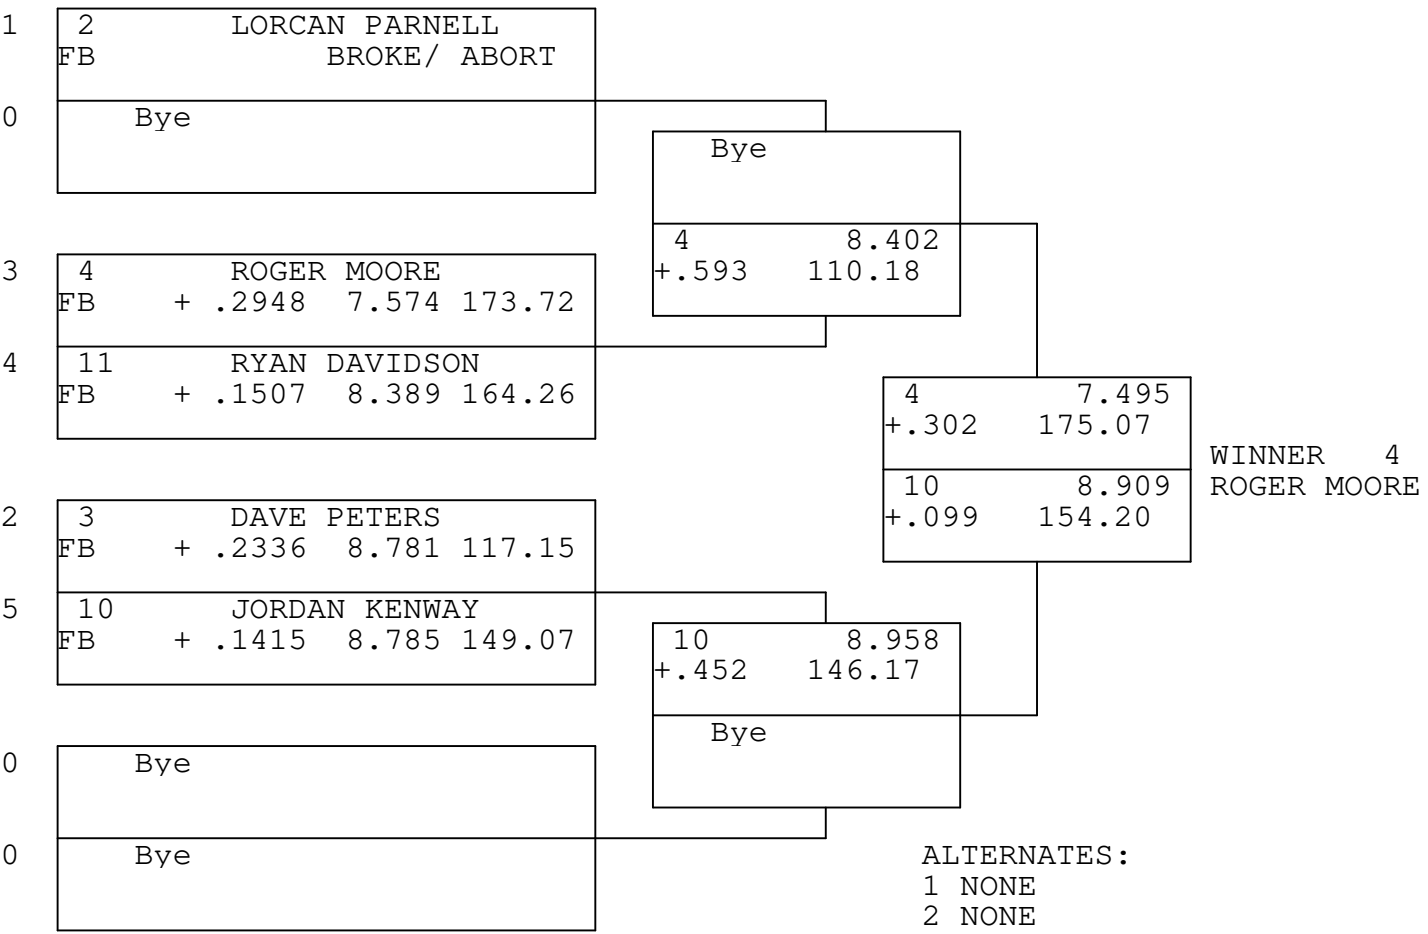 1 2 LORCAN PARNELL
FB BROKE/ ABORT
0 Bye
3 4 ROGER MOORE
FB + .2948 7.574 173.72
4 11 RYAN DAVIDSON
FB + .1507 8.389 164.26
2 3 DAVE PETERS
FB + .2336 8.781 117.15
5 10 JORDAN KENWAY
FB + .1415 8.785 149.07
0 Bye
0 Bye
Bye
4 8.402
+.593 110.18
10 8.958
+.452 146.17
Bye
4 7.495
+.302 175.07
10 8.909
+.099 154.20
WINNER 4
ROGER MOORE
ALTERNATES:
1 NONE
2 NONE